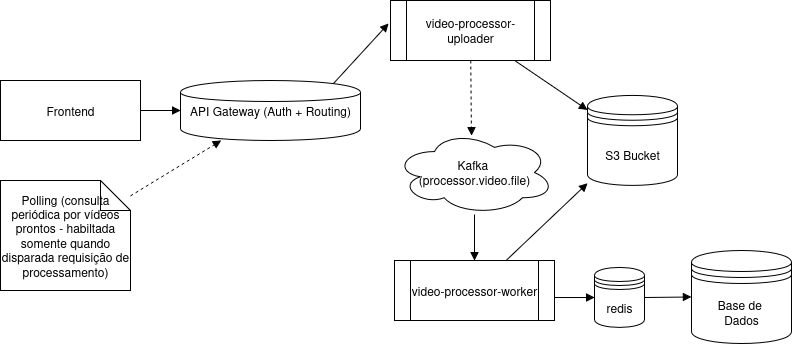 video-processor-
uploader
Frontend
API Gateway (Auth + Routing)
S3 Bucket
Kafka
(processor.video.file)
Polling (consulta
periódica por vídeos
prontos - habiltada
somente quando
disparada requisição de
processamento)
video-processor-worker
redis
Base de
Dados